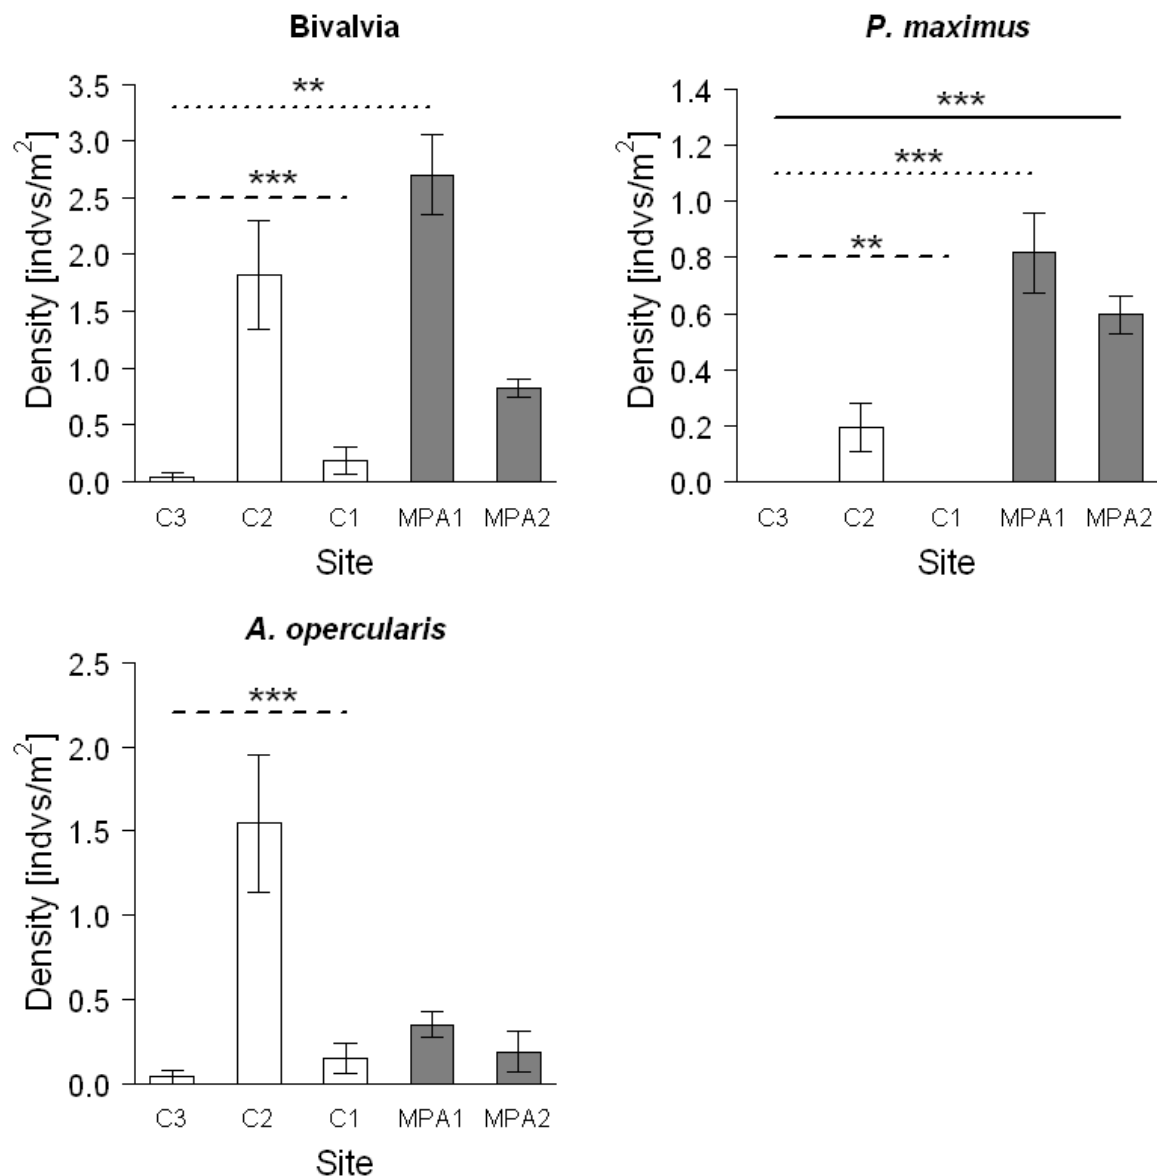 Bivalvia
Density [indvs/m²]
3.5
3.0
2.5
2.0
1.5
1.0
0.5
0.0
**
***
C3 C2 C1 MPA1 MPA2
Site
P. maximus
Density [indvs/m²]
1.4
1.2
1.0
0.8
0.6
0.4
0.2
0.0
***
***
**
C3 C2 C1 MPA1 MPA2
Site
A. opercularis
Density [indvs/m²]
2.5
2.0
1.5
1.0
0.5
0.0
***
C3 C2 C1 MPA1 MPA2
Site